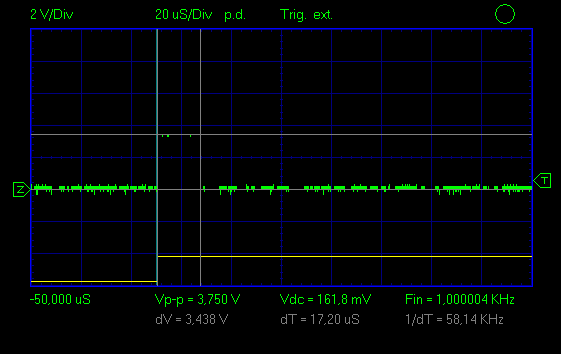 2 V/Div 20 uS/Div p.d. Trig. ext.
Z
T
-50,000 uS Vp-p = 3,750 V Vdc = 161,8 mV Fin = 1,000004 KHz
dV = 3,438 V dT = 17,20 uS 1/dT = 58,14 KHz